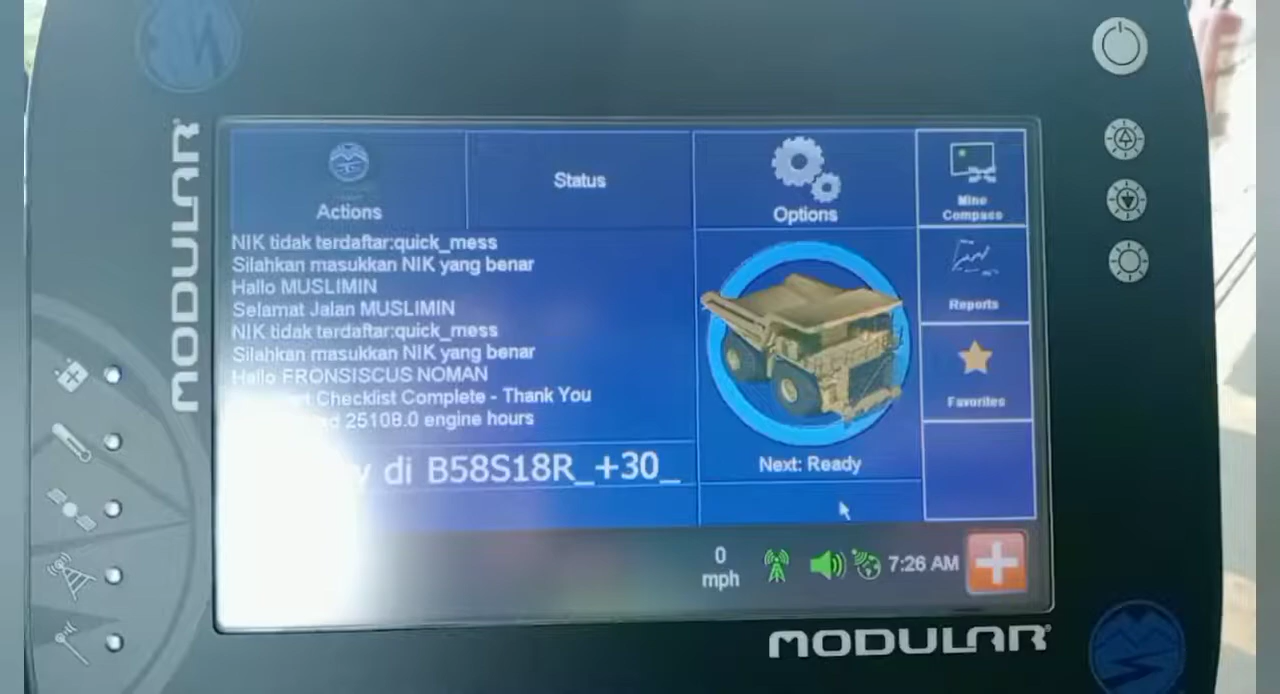 MODULAR
Actions
Status
Options
Mine
Compass
NIK tidak terdaftar:quick_mess
Silahkan masukkan NIK yang benar
Hallo MUSLIMIN
Selamat Jalan MUSLIMIN
NIK tidak terdaftar:quick_mess
Silahkan masukkan NIK yang benar
Hallo FRONSISCUS NOMAN
Checklist Complete - Thank You
25108.0 engine hours
di B58S18R_+30_
Next: Ready
Reports
Favorites
0
mph
7:26 AM
MODULAR